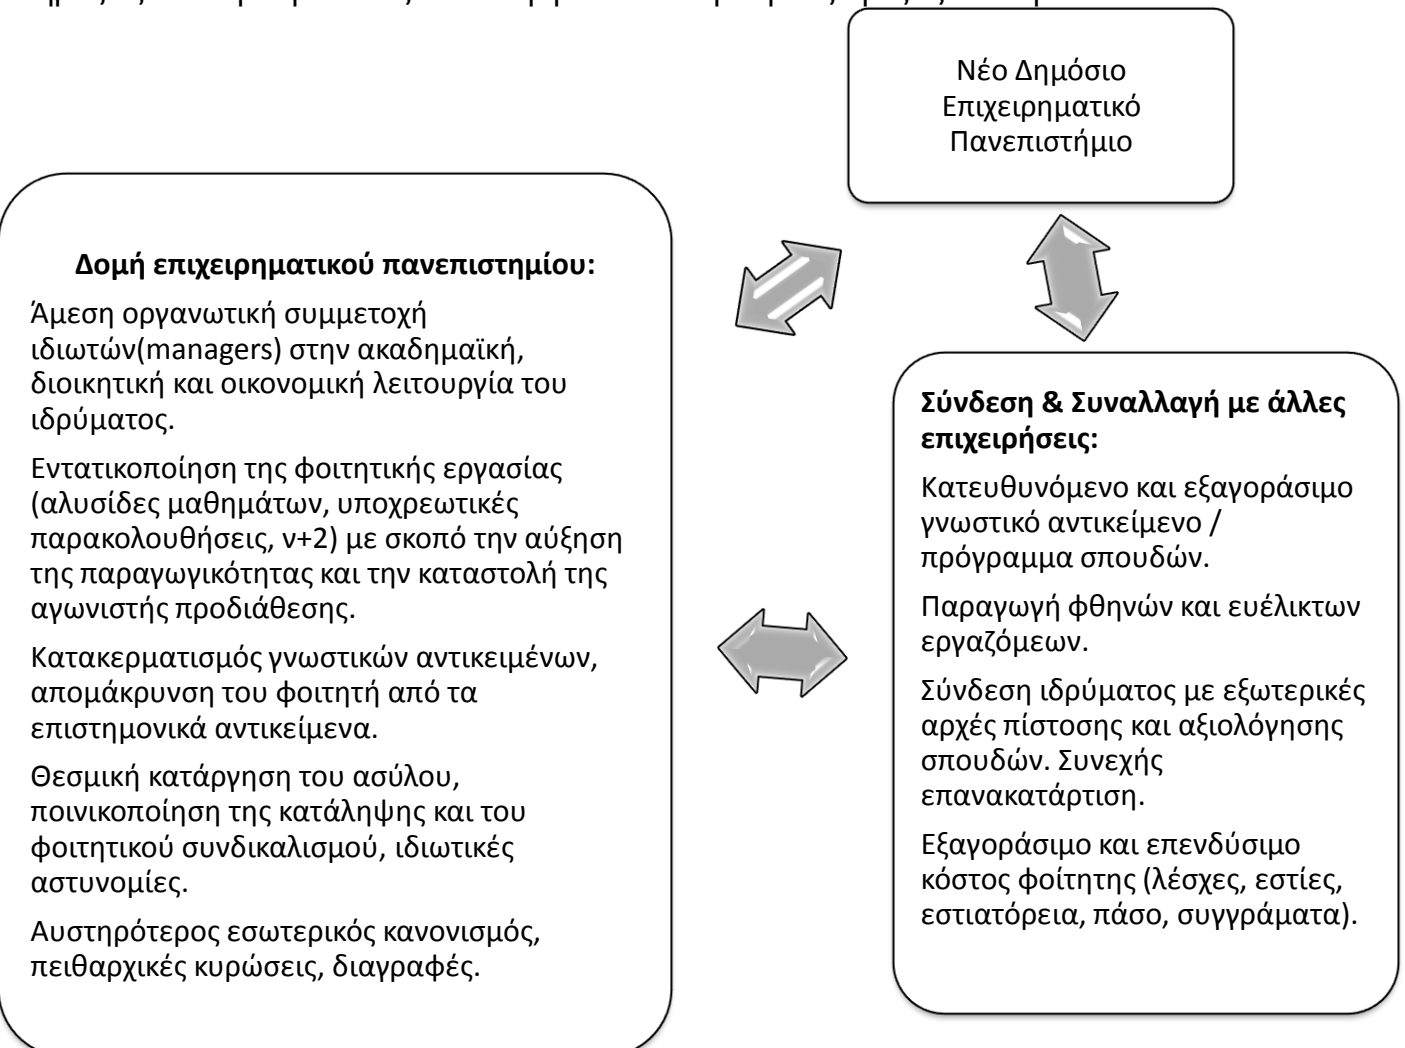 Νέο Δημόσιο
Επιχειρηματικό
Πανεπιστήμιο
Δομή επιχειρηματικού πανεπιστημίου:
Άμεση οργανωτική συμμετοχή
ιδιωτών(managers) στην ακαδημαϊκή,
διοικητική και οικονομική λειτουργία του
ιδρύματος.
Εντατικοποίηση της φοιτητικής εργασίας
(αλυσίδες μαθημάτων, υποχρεωτικές
παρακολουθήσεις, ν+2) με σκοπό την αύξηση
της παραγωγικότητας και την καταστολή της
αγωνιστής προδιάθεσης.
Κατακερματισμός γνωστικών αντικειμένων,
απομάκρυνση του φοιτητή από τα
επιστημονικά αντικείμενα.
Θεσμική κατάργηση του ασύλου,
ποινικοποίηση της κατάληψης και του
φοιτητικού συνδικαλισμού, ιδιωτικές
αστυνομίες.
Αυστηρότερος εσωτερικός κανονισμός,
πειθαρχικές κυρώσεις, διαγραφές.
Σύνδεση & Συναλλαγή με άλλες
επιχειρήσεις:
Κατευθυνόμενο και εξαγοράσιμο
γνωστικό αντικείμενο /
πρόγραμμα σπουδών.
Παραγωγή φθηνών και ευέλικτων
εργαζόμεων.
Σύνδεση ιδρύματος με εξωτερικές
αρχές πίστοσης και αξιολόγησης
σπουδών. Συνεχής
επανακατάρτιση.
Εξαγοράσιμο και επενδύσιμο
κόστος φοίτητης (λέσχες, εστίες,
εστιατόρεια, πάσο, συγγράματα).